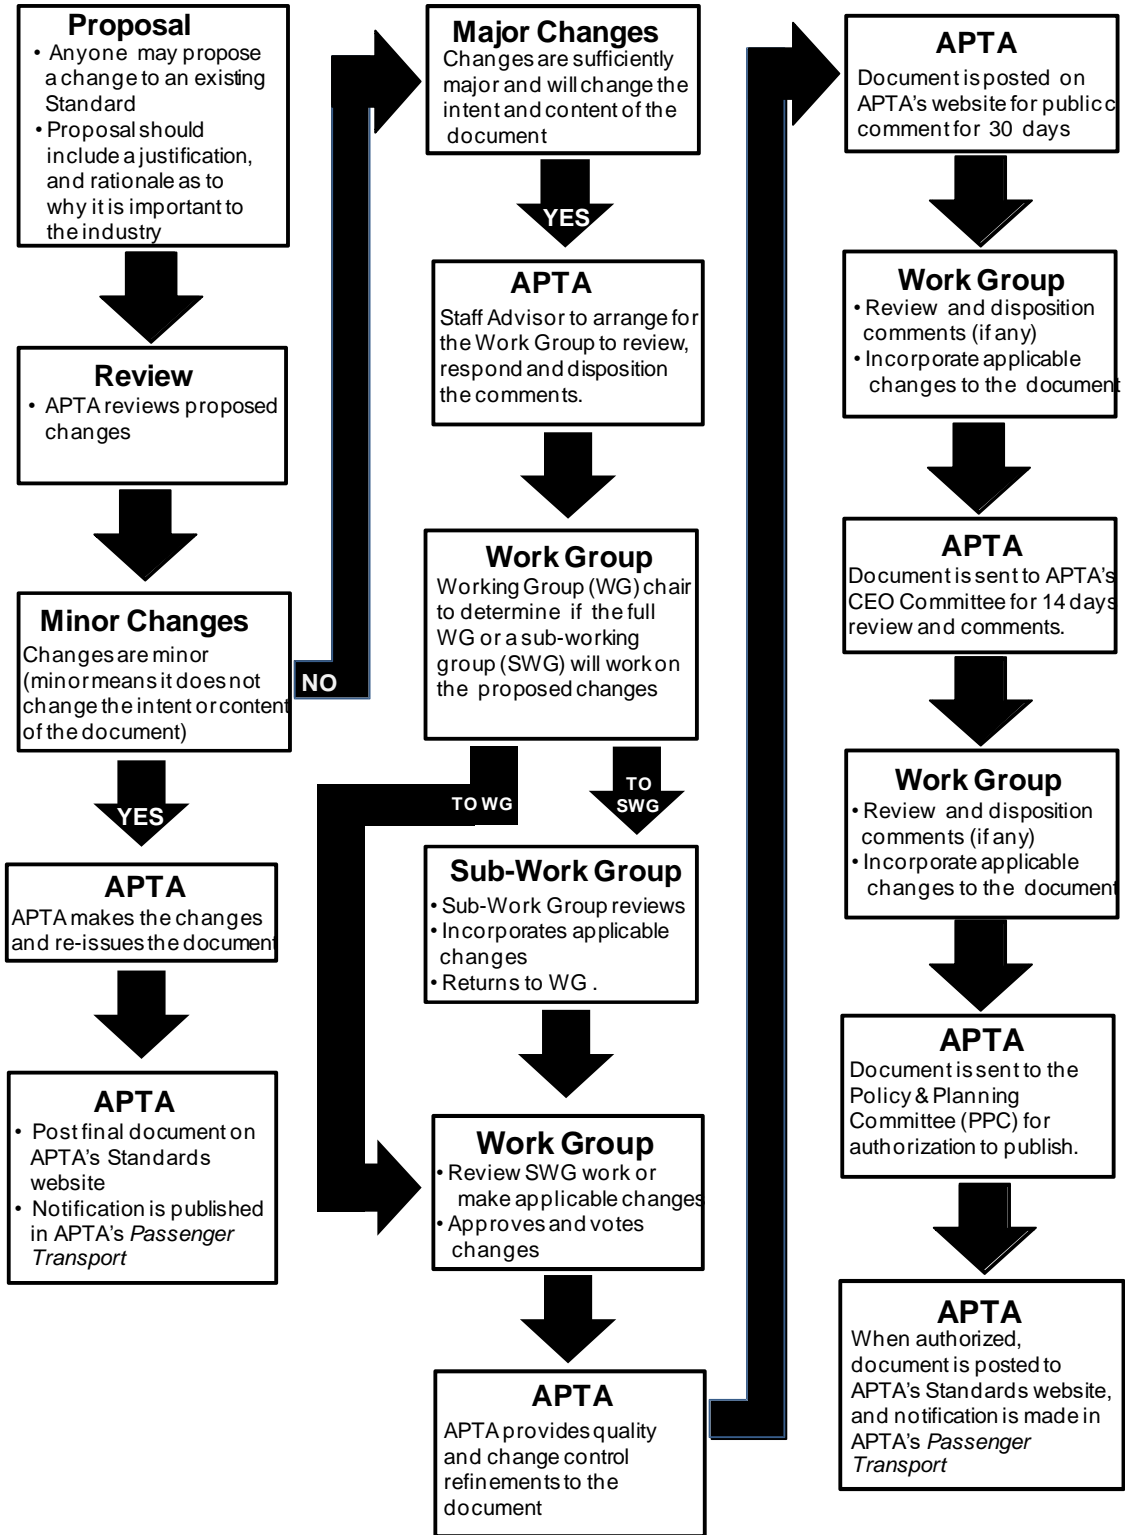 Proposal
• Anyone may propose
a change to an existing
Standard
• Proposal should
include a justification,
and rationale as to
why it is important to
the industry
Review
• APTA reviews proposed
changes
Minor Changes
Changes are minor
(minor means it does not
change the intent or content
of the document)
NO
YES
APTA
APTA makes the changes
and re-issues the document
APTA
• Post final document on
APTA's Standards
website
• Notification is published
in APTA's Passenger
Transport
Major Changes
Changes are sufficiently
major and will change the
intent and content of the
document
YES
APTA
Staff Advisor to arrange for
the Work Group to review,
respond and disposition
the comments.
Work Group
Working Group (WG) chair
to determine if the full
WG or a sub-working
group (SWG) will work on
the proposed changes
TO WG
TO
SWG
Sub-Work Group
• Sub-Work Group reviews
• Incorporates applicable
changes
• Returns to WG .
Work Group
• Review SWG work or
make applicable changes
• Approves and votes
changes
APTA
APTA provides quality
and change control
refinements to the
document
APTA
Document is posted on
APTA's website for public c
comment for 30 days
Work Group
• Review and disposition
comments (if any)
• Incorporate applicable
changes to the document
APTA
Document is sent to APTA's
CEO Committee for 14 days
review and comments.
Work Group
• Review and disposition
comments (if any)
• Incorporate applicable
changes to the document
APTA
Document is sent to the
Policy & Planning
Committee (PPC) for
authorization to publish.
APTA
When authorized,
document is posted to
APTA's Standards website,
and notification is made in
APTA's Passenger
Transport